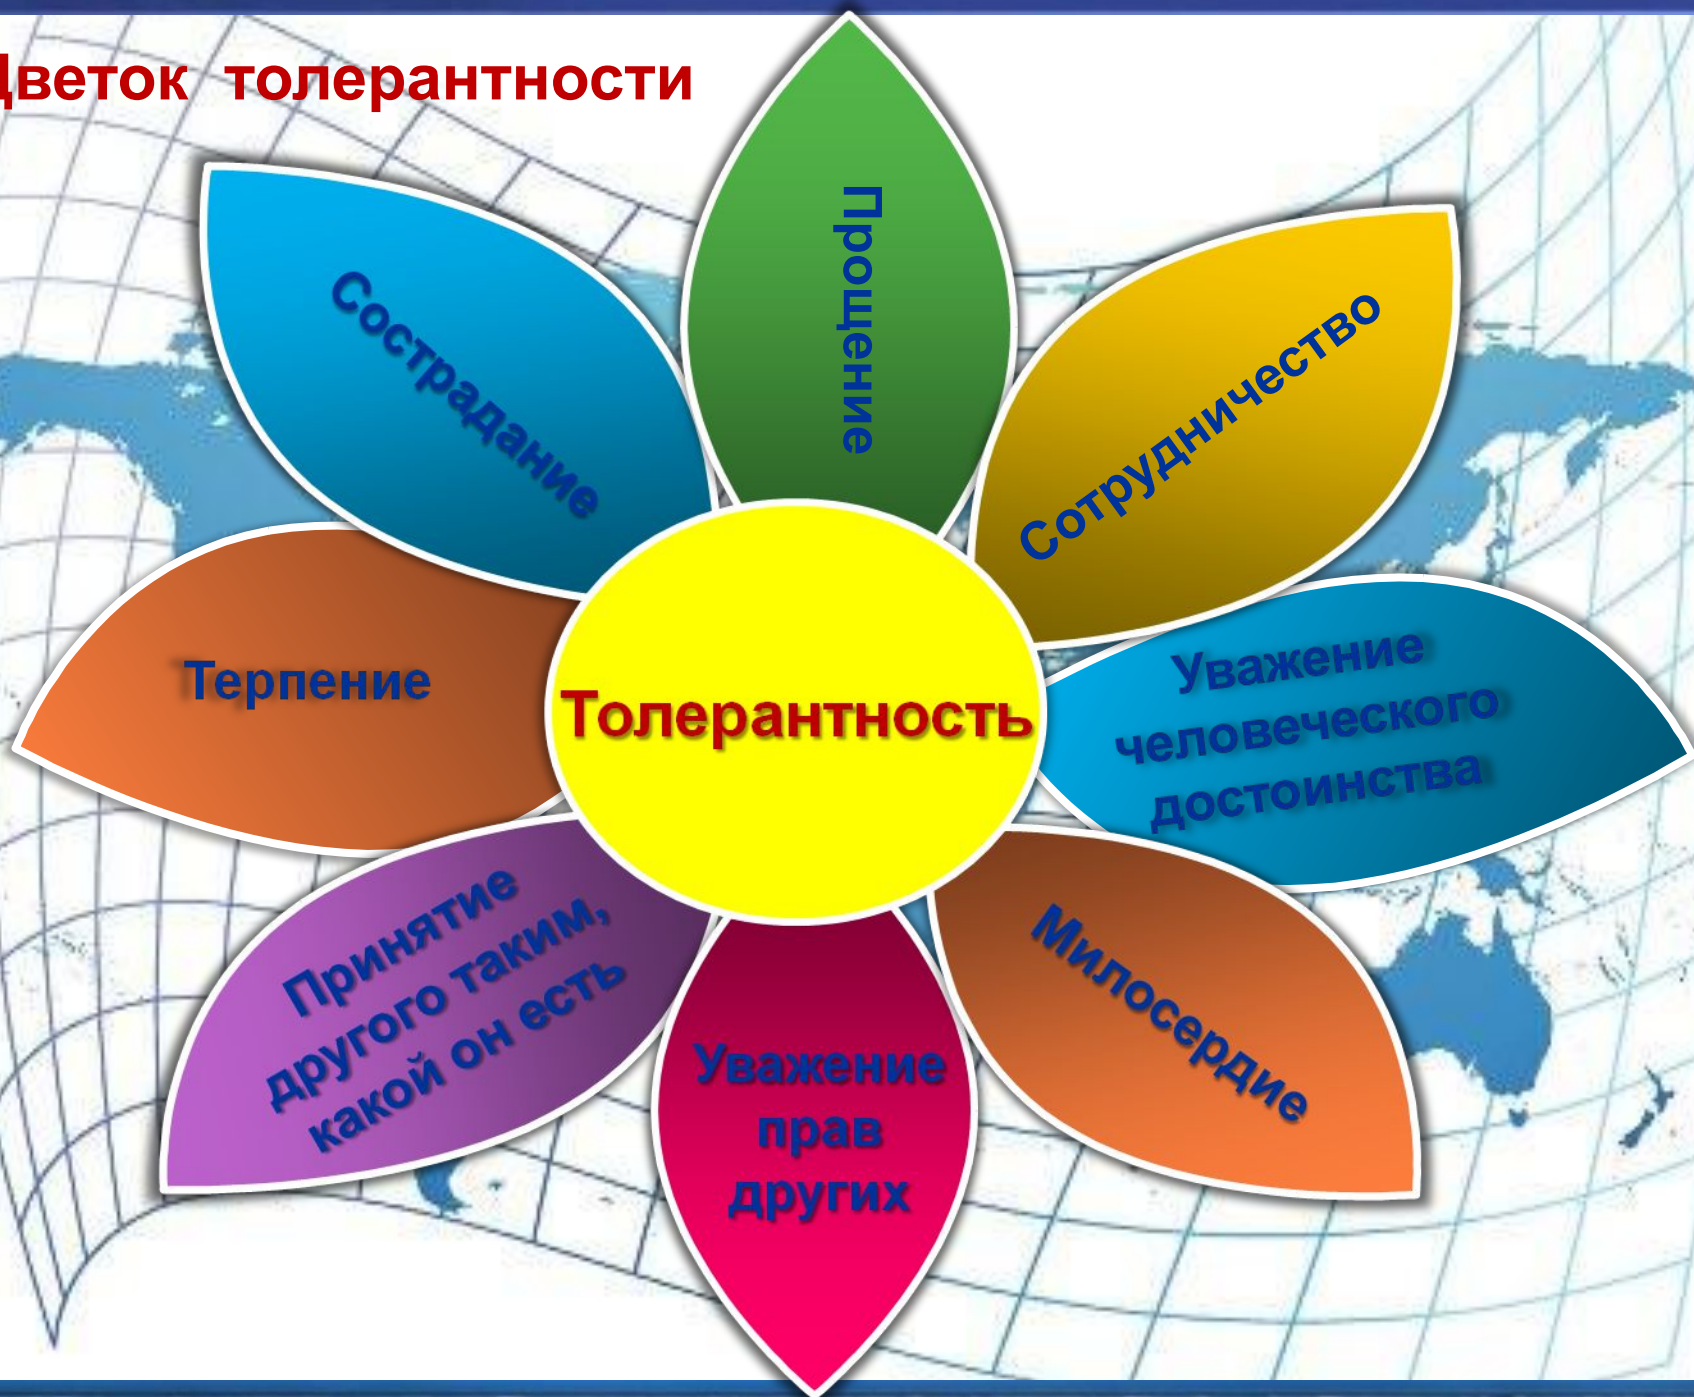 Цветок толерантности
Прощение
Сострадание
Сотрудничество
Терпение
Толерантность
Уважение
человеческого
достоинства
Принятие
другого таким,
какой он есть
Милосердие
Уважение
прав
других